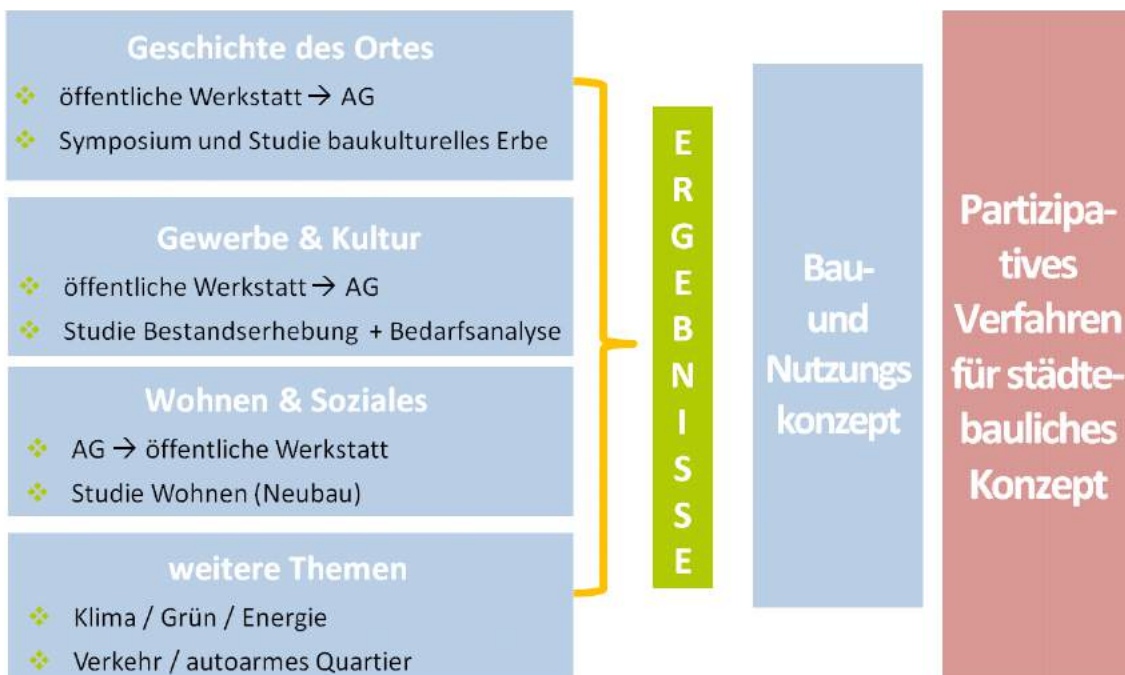 Geschichte des Ortes
öffentliche Werkstatt → AG
Symposium und Studie baukulturelles Erbe
Gewerbe & Kultur
öffentliche Werkstatt → AG
Studie Bestandserhebung + Bedarfsanalyse
Wohnen & Soziales
AG → öffentliche Werkstatt
Studie Wohnen (Neubau)
weitere Themen
Klima / Grün / Energie
Verkehr / autoarmes Quartier
E
R
G
E
B
N
I
S
S
E
Bau-
und
Nutzungs
konzept
Partizipa-
tives
Verfahren
für städte-
bauliches
Konzept